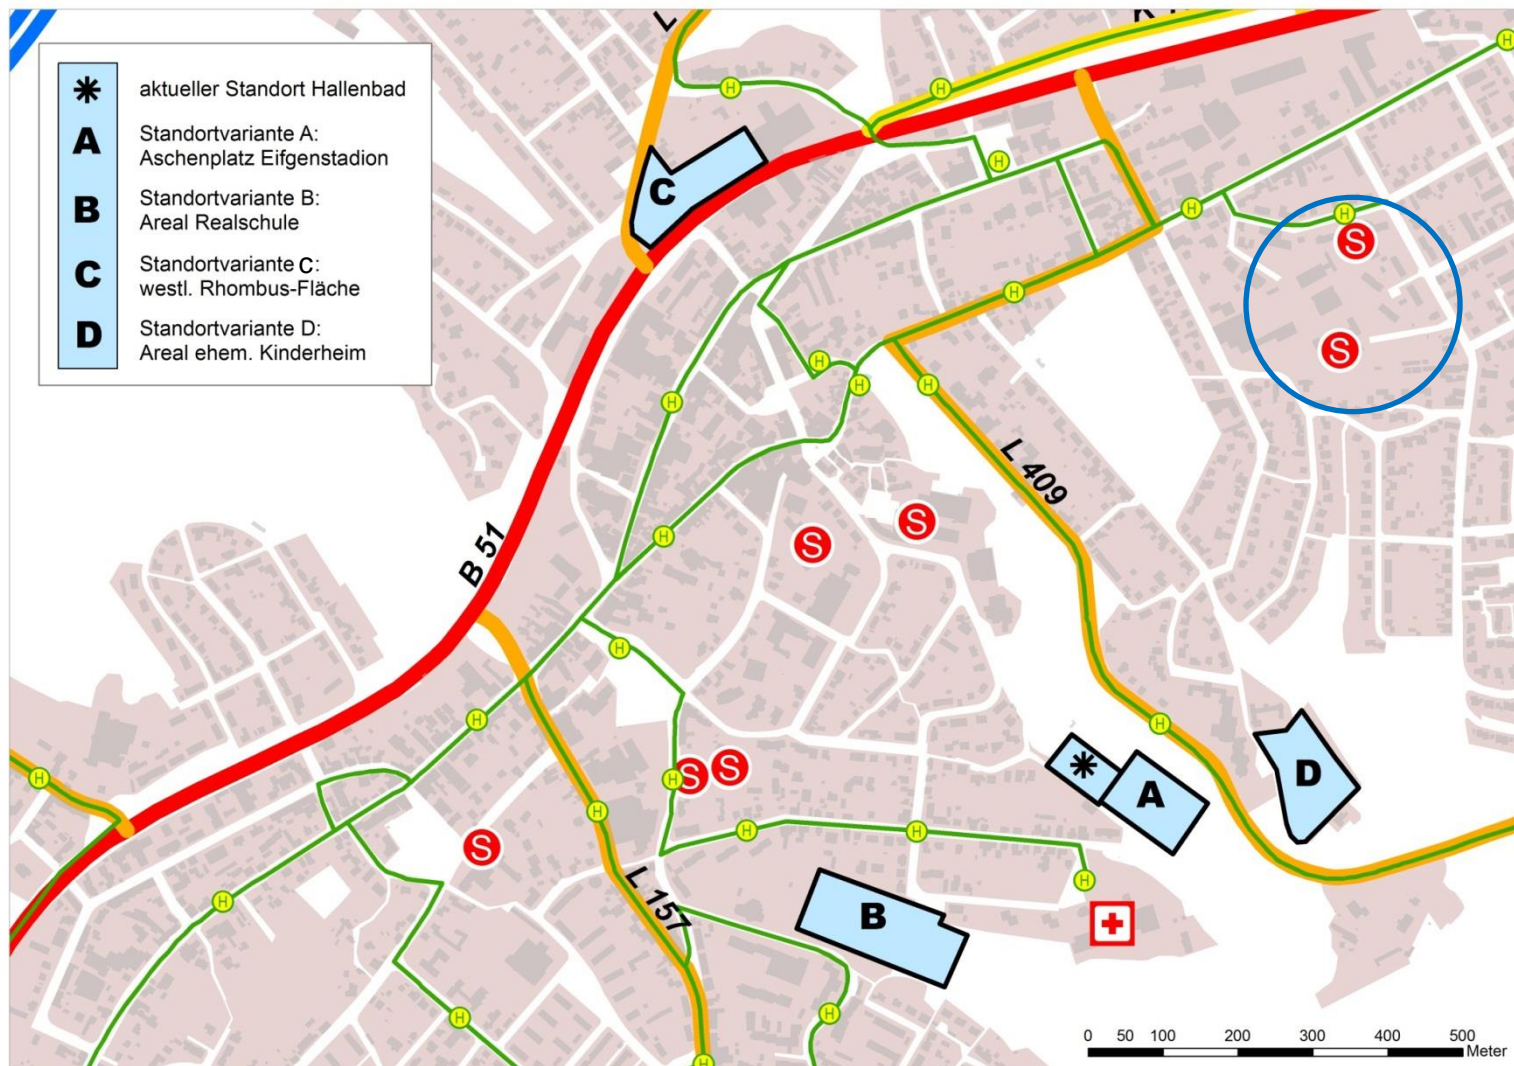 L
K
aktueller Standort Hallenbad
A
Standortvariante A:
Aschenplatz Eifgenstadion
B
Standortvariante B:
Areal Realschule
C
Standortvariante C:
westl. Rhombus-Fläche
D
Standortvariante D:
Areal ehem. Kinderheim
H
H
H
H
C
H
H
S
H
H
H
H
H
S
L 409
S
S
B 51
H
H
H
H
S
S
H
H
A
D
H
H
H
S
H
L 157
H
B
H
H
H
0 50 100 200 300 400 500
Meter